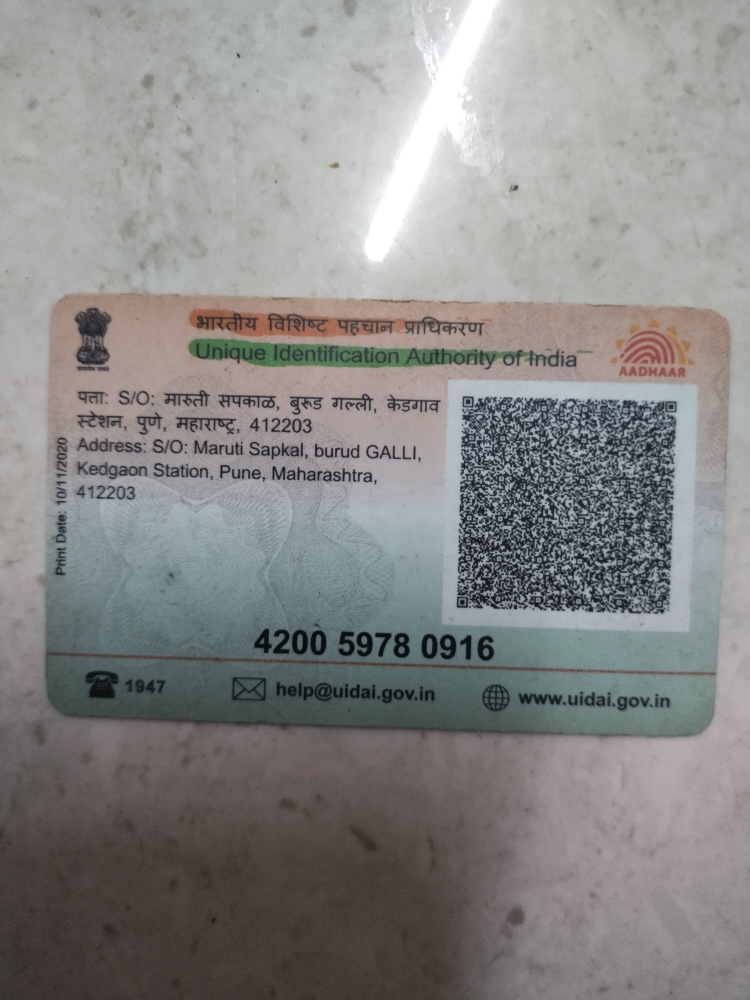 भारतीय विशिष्ट पहचान प्राधिकरण
Unique Identification Authority of India
AADHAAR
पत्ता: S/O: मारुती सपकाळ, बुरूड गल्ली, केडगाव
स्टेशन, पुणे, महाराष्ट्र, 412203
Address: S/O: Maruti Sapkal, burud GALLI,
Kedgaon Station, Pune, Maharashtra,
412203
Print Date: 10/11/2020
4200 5978 0916
1947
help@uidai.gov.in
www.uidai.gov.in